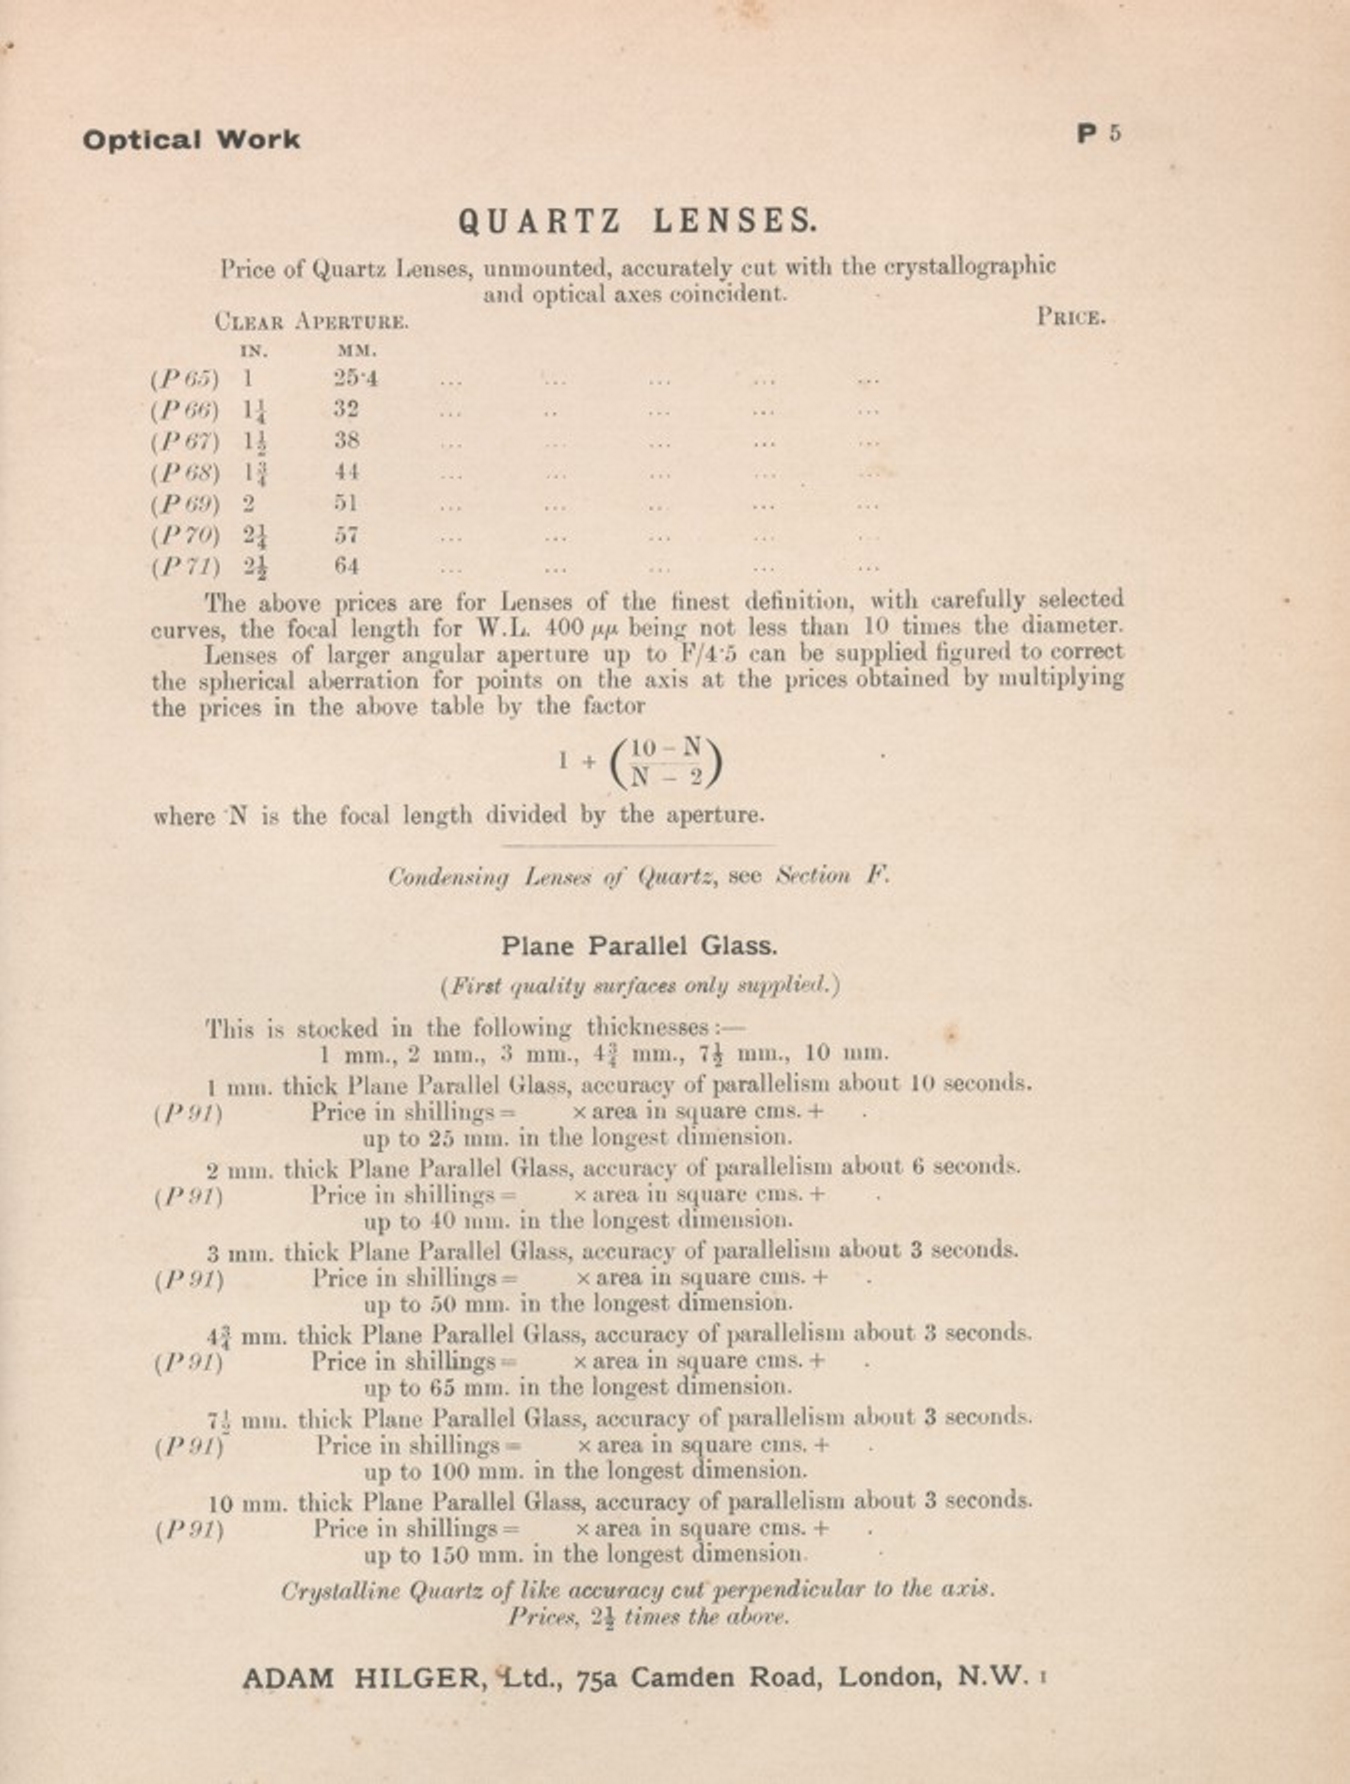 Optical Work P 5
QUARTZ LENSES.
Price of Quartz Lenses, unmounted, accurately cut with the crystallographic
and optical axes coincident.
CLEAR APERTURE. PRICE.
IN. MM.
(P 65) 1 25·4 ... ... ... ... ...
(P 66) 1¼ 32 ... .. ... ... ...
(P 67) 1½ 38 ... ... ... ... ...
(P 68) 1¾ 44 ... ... ... ... ...
(P 69) 2 51 ... ... ... ... ...
(P 70) 2¼ 57 ... ... ... ... ...
(P 71) 2½ 64 ... ... ... ... ...
The above prices are for Lenses of the finest definition, with carefully selected
curves, the focal length for W.L. 400 μμ being not less than 10 times the diameter.
Lenses of larger angular aperture up to F/4·5 can be supplied figured to correct
the spherical aberration for points on the axis at the prices obtained by multiplying
the prices in the above table by the factor
1 + (10 – N / N – 2)
where N is the focal length divided by the aperture.
Condensing Lenses of Quartz, see Section F.
Plane Parallel Glass.
(First quality surfaces only supplied.)
This is stocked in the following thicknesses :—
1 mm., 2 mm., 3 mm., 4¾ mm., 7½ mm., 10 mm.
1 mm. thick Plane Parallel Glass, accuracy of parallelism about 10 seconds.
(P 91) Price in shillings = × area in square cms. + .
up to 25 mm. in the longest dimension.
2 mm. thick Plane Parallel Glass, accuracy of parallelism about 6 seconds.
(P 91) Price in shillings = × area in square cms. + .
up to 40 mm. in the longest dimension.
3 mm. thick Plane Parallel Glass, accuracy of parallelism about 3 seconds.
(P 91) Price in shillings = × area in square cms. + .
up to 50 mm. in the longest dimension.
4¾ mm. thick Plane Parallel Glass, accuracy of parallelism about 3 seconds.
(P 91) Price in shillings = × area in square cms. + .
up to 65 mm. in the longest dimension.
7½ mm. thick Plane Parallel Glass, accuracy of parallelism about 3 seconds.
(P 91) Price in shillings = × area in square cms. + .
up to 100 mm. in the longest dimension.
10 mm. thick Plane Parallel Glass, accuracy of parallelism about 3 seconds.
(P 91) Price in shillings = × area in square cms. + .
up to 150 mm. in the longest dimension.
Crystalline Quartz of like accuracy cut perpendicular to the axis.
Prices, 2½ times the above.
ADAM HILGER, Ltd., 75a Camden Road, London, N.W. 1